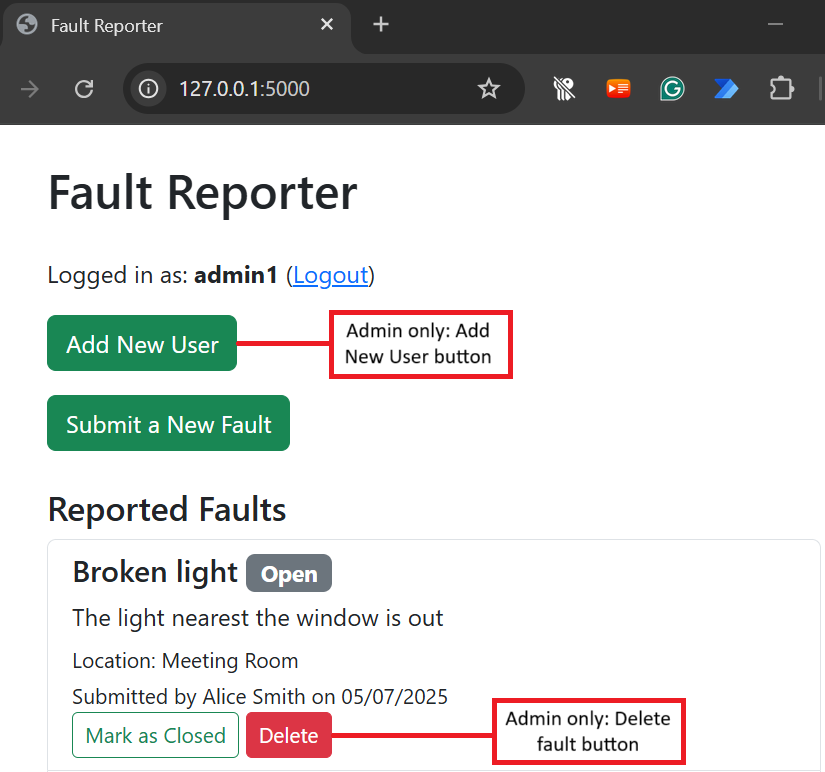 Fault Reporter
127.0.0.1:5000
Fault Reporter
Logged in as: admin1 (Logout)
Add New User
Admin only: Add
New User button
Submit a New Fault
Reported Faults
Broken light Open
The light nearest the window is out
Location: Meeting Room
Submitted by Alice Smith on 05/07/2025
Mark as Closed Delete
Admin only: Delete
fault button